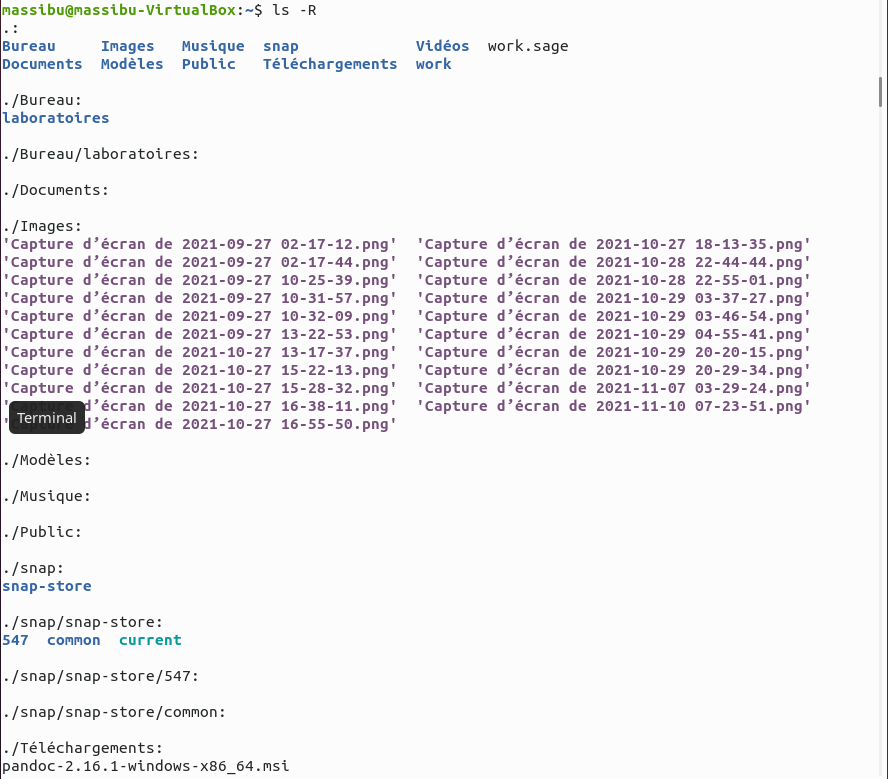 massibu@massibu-VirtualBox:~$ ls -R
.:
Bureau     Images   Musique  snap             Vidéos  work.sage
Documents  Modèles  Public   Téléchargements  work

./Bureau:
laboratoires

./Bureau/laboratoires:

./Documents:

./Images:
'Capture d’écran de 2021-09-27 02-17-12.png'  'Capture d’écran de 2021-10-27 18-13-35.png'
'Capture d’écran de 2021-09-27 02-17-44.png'  'Capture d’écran de 2021-10-28 22-44-44.png'
'Capture d’écran de 2021-09-27 10-25-39.png'  'Capture d’écran de 2021-10-28 22-55-01.png'
'Capture d’écran de 2021-09-27 10-31-57.png'  'Capture d’écran de 2021-10-29 03-37-27.png'
'Capture d’écran de 2021-09-27 10-32-09.png'  'Capture d’écran de 2021-10-29 03-46-54.png'
'Capture d’écran de 2021-09-27 13-22-53.png'  'Capture d’écran de 2021-10-29 04-55-41.png'
'Capture d’écran de 2021-10-27 13-17-37.png'  'Capture d’écran de 2021-10-29 20-20-15.png'
'Capture d’écran de 2021-10-27 15-22-13.png'  'Capture d’écran de 2021-10-29 20-29-34.png'
'Capture d’écran de 2021-10-27 15-28-32.png'  'Capture d’écran de 2021-11-07 03-29-24.png'
'Capture d’écran de 2021-10-27 16-38-11.png'  'Capture d’écran de 2021-11-10 07-23-51.png'
Terminal
d’écran de 2021-10-27 16-55-50.png'

./Modèles:

./Musique:

./Public:

./snap:
snap-store

./snap/snap-store:
547  common  current

./snap/snap-store/547:

./snap/snap-store/common:

./Téléchargements:
pandoc-2.16.1-windows-x86_64.msi